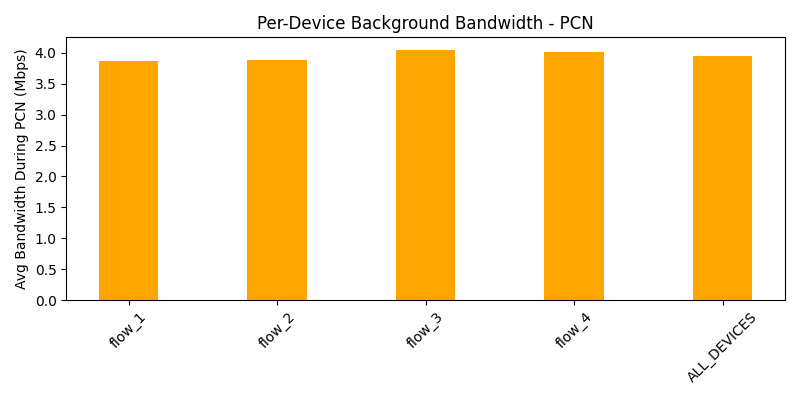 Per-Device Background Bandwidth - PCN
Avg Bandwidth During PCN (Mbps)
4.0
3.5
3.0
2.5
2.0
1.5
1.0
0.5
0.0
flow_1
flow_2
flow_3
flow_4
ALL_DEVICES